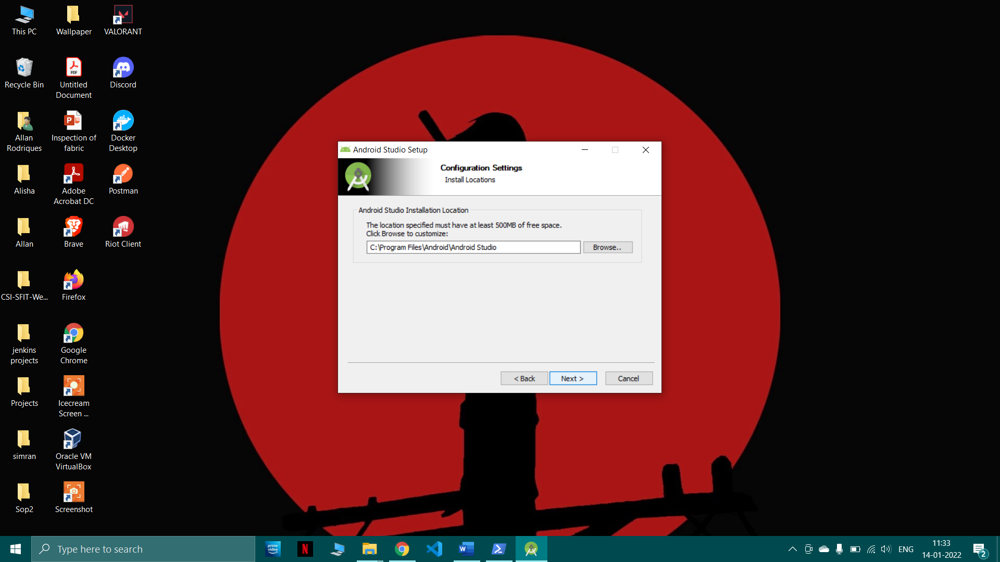 This PC
Wallpaper
VALORANT
Recycle Bin
PDF
Untitled
Document
Discord
Allan
Rodriques
P
Inspection of
fabric
Docker
Desktop
Alisha
Adobe
Acrobat DC
Postman
Allan
Brave
Riot Client
CSI-SFIT-We...
Firefox
jenkins
projects
Google
Chrome
Projects
Icecream
Screen ...
simran
Oracle VM
VirtualBox
Sop2
Screenshot
Android Studio Setup
Configuration Settings
Install Locations
Android Studio Installation Location
The location specified must have at least 500MB of free space.
Click Browse to customize:
C:\Program Files\Android\Android Studio
Browse..
< Back
Next >
Cancel
Type here to search
prime
video
N
W
ENG
11:33
14-01-2022
2